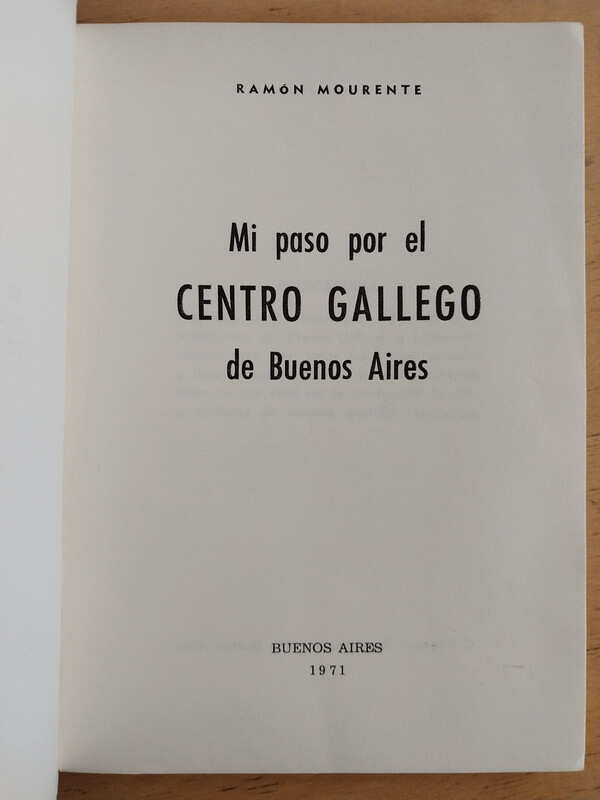 RAMÓN MOURENTE
Mi paso por el
CENTRO GALLEGO
de Buenos Aires
BUENOS AIRES
1971